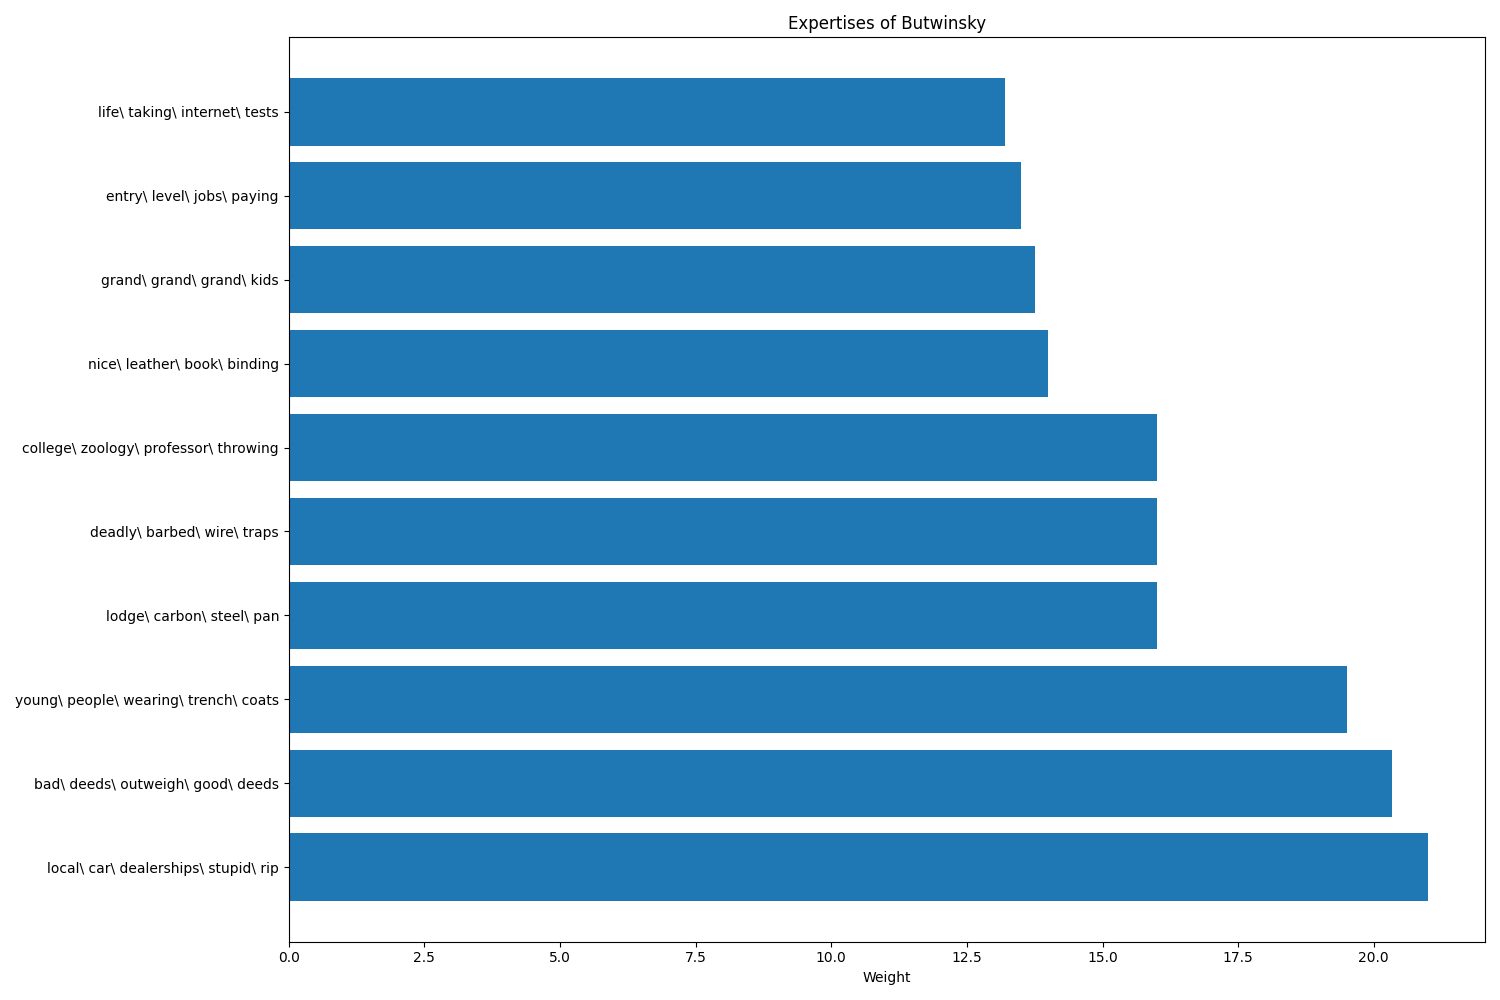 Expertises of Butwinsky
life\ taking\ internet\ tests
entry\ level\ jobs\ paying
grand\ grand\ grand\ kids
nice\ leather\ book\ binding
college\ zoology\ professor\ throwing
deadly\ barbed\ wire\ traps
lodge\ carbon\ steel\ pan
young\ people\ wearing\ trench\ coats
bad\ deeds\ outweigh\ good\ deeds
local\ car\ dealerships\ stupid\ rip
0.0 2.5 5.0 7.5 10.0 12.5 15.0 17.5 20.0
Weight